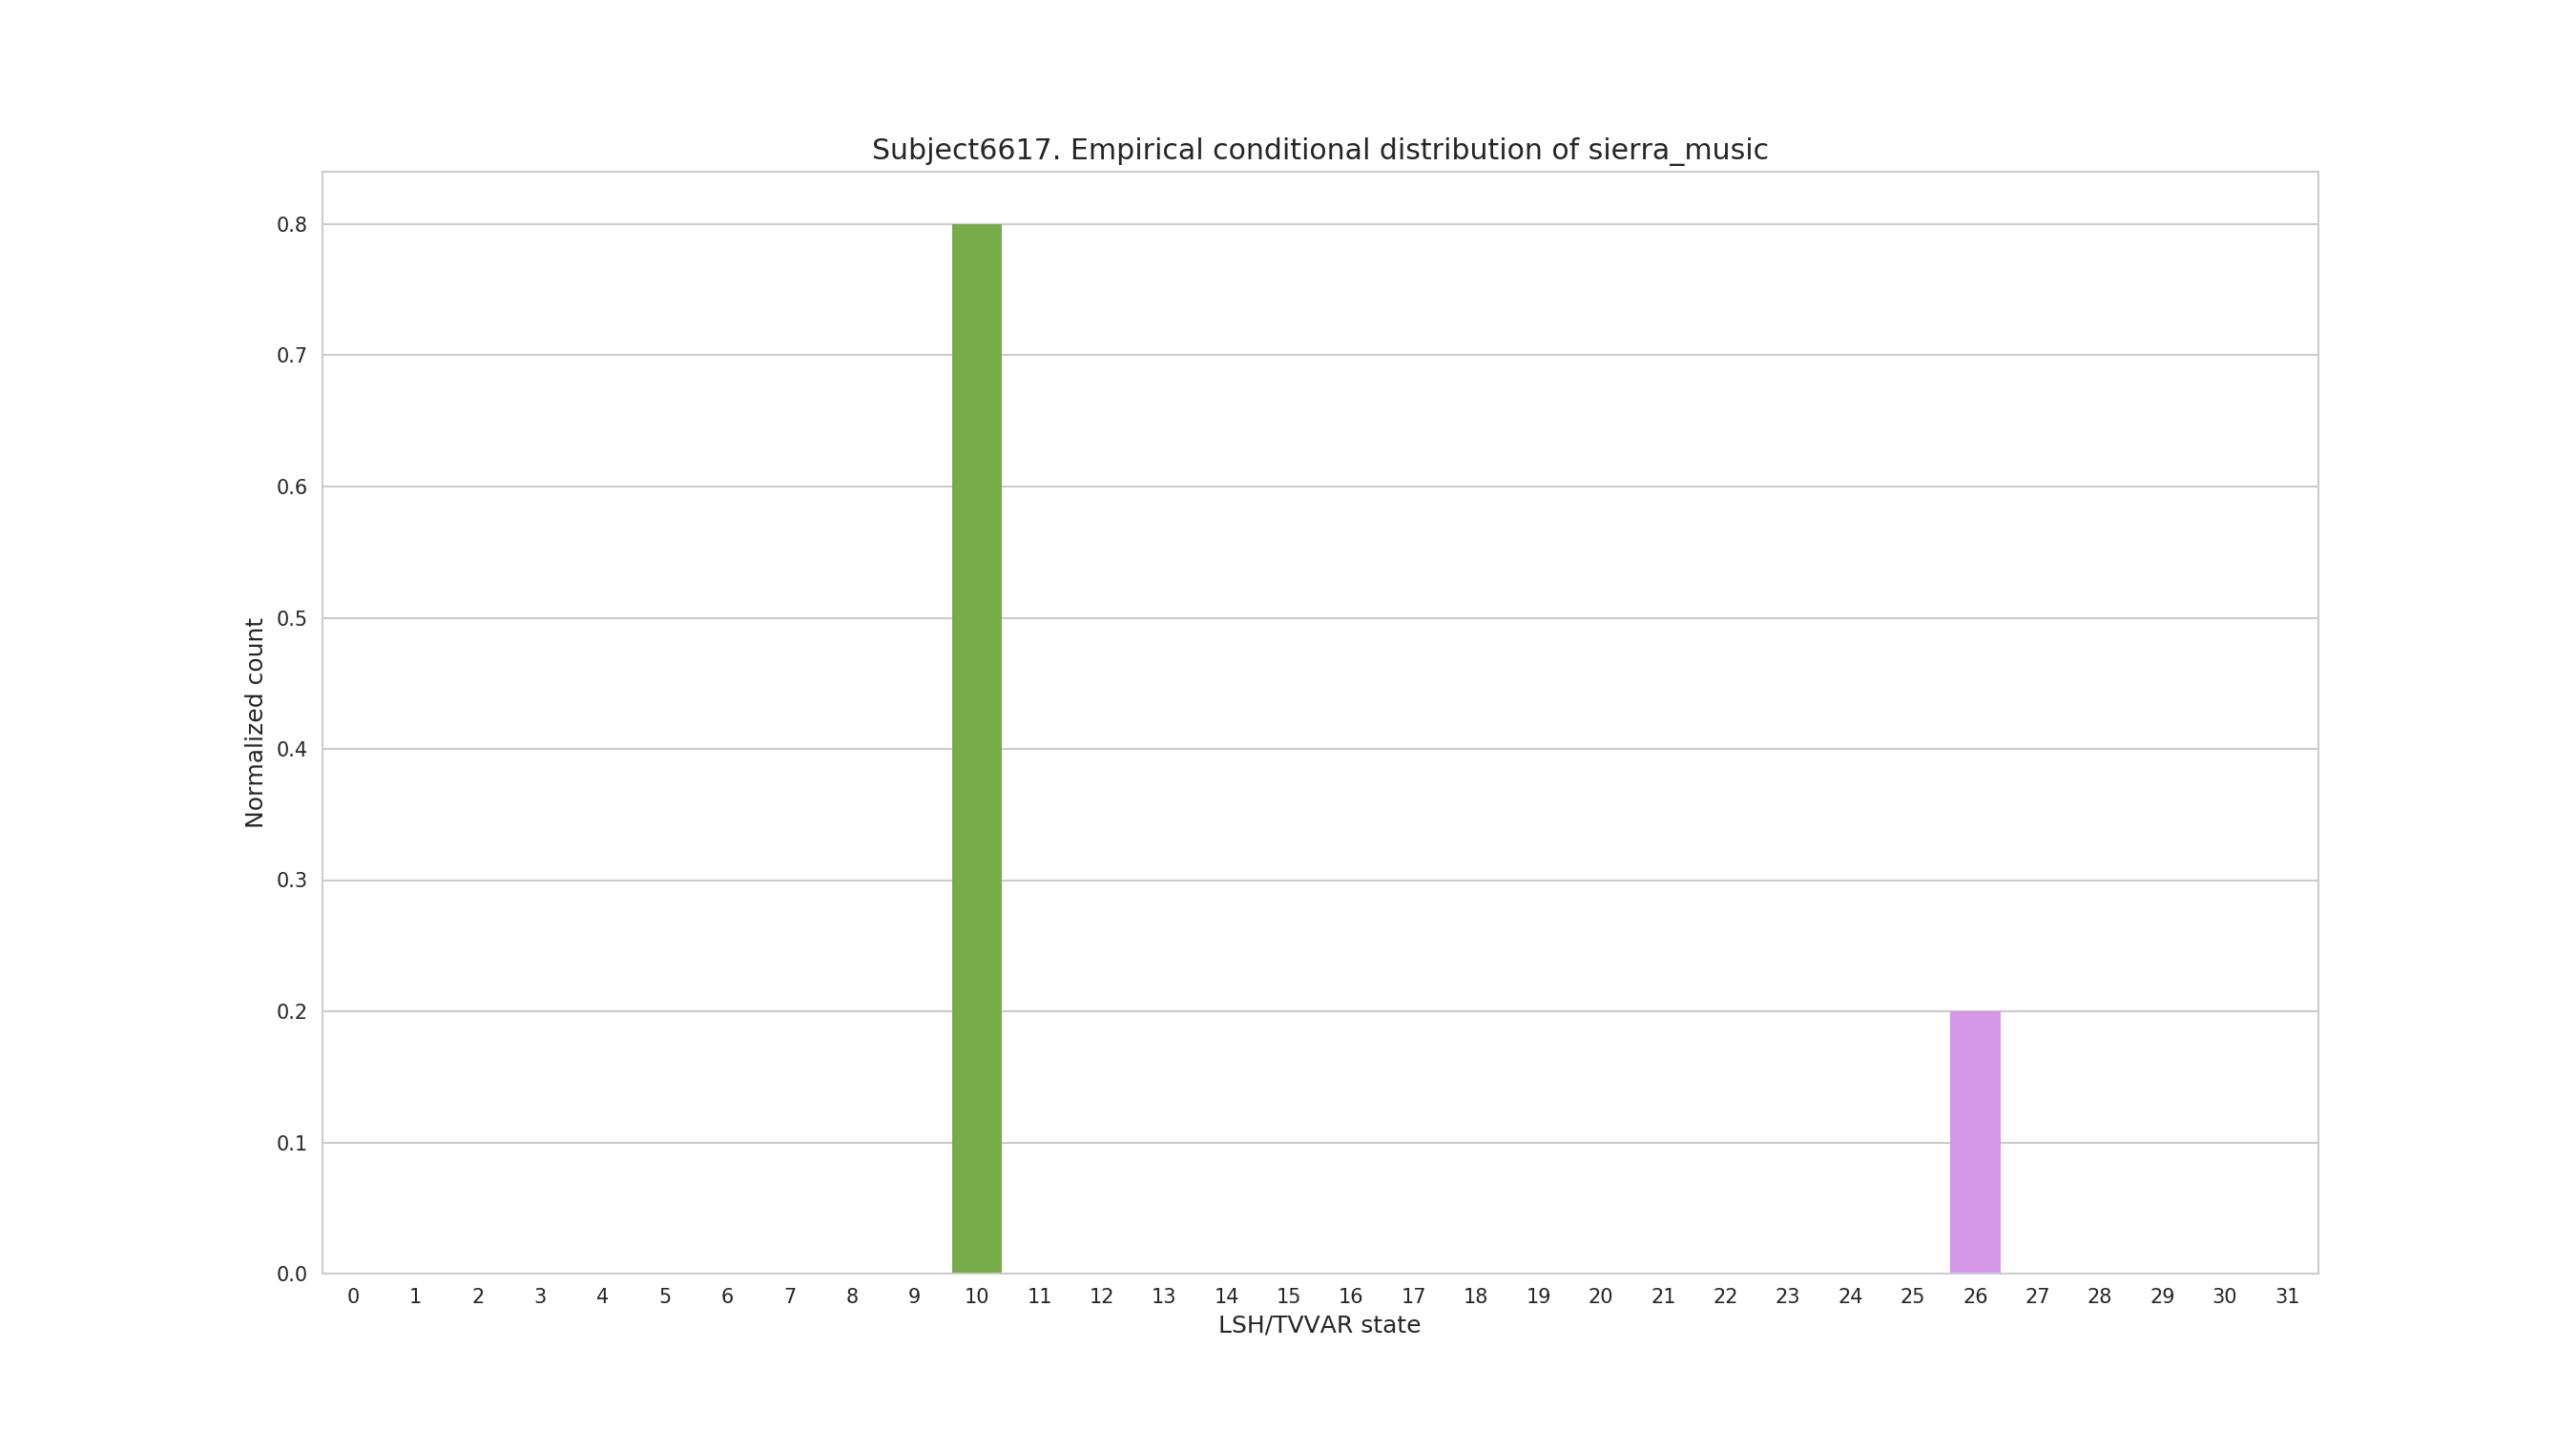 Subject6617. Empirical conditional distribution of sierra_music
0.8
0.7
0.6
0.5
0.4
0.3
0.2
0.1
0.0
Normalized count
0 1 2 3 4 5 6 7 8 9 10 11 12 13 14 15 16 17 18 19 20 21 22 23 24 25 26 27 28 29 30 31
LSH/TVVAR state